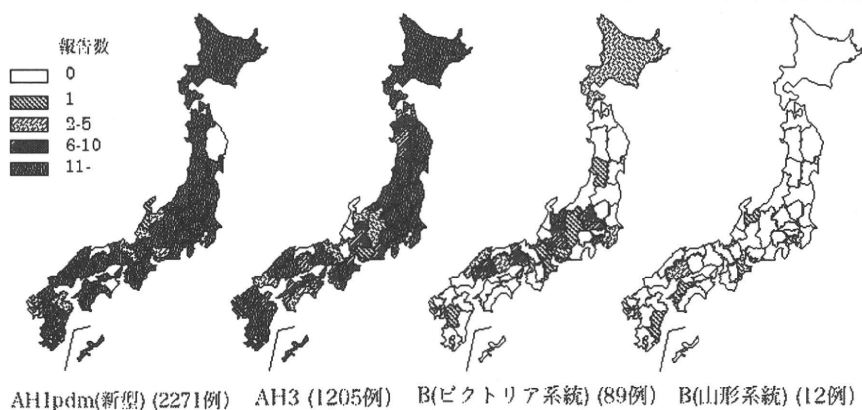 報告数
0
1
2-5
6-10
11-
AH1pdm(新型) (2271例)
AH3 (1205例)
B(ビクトリア系統) (89例)
B(山形系統) (12例)